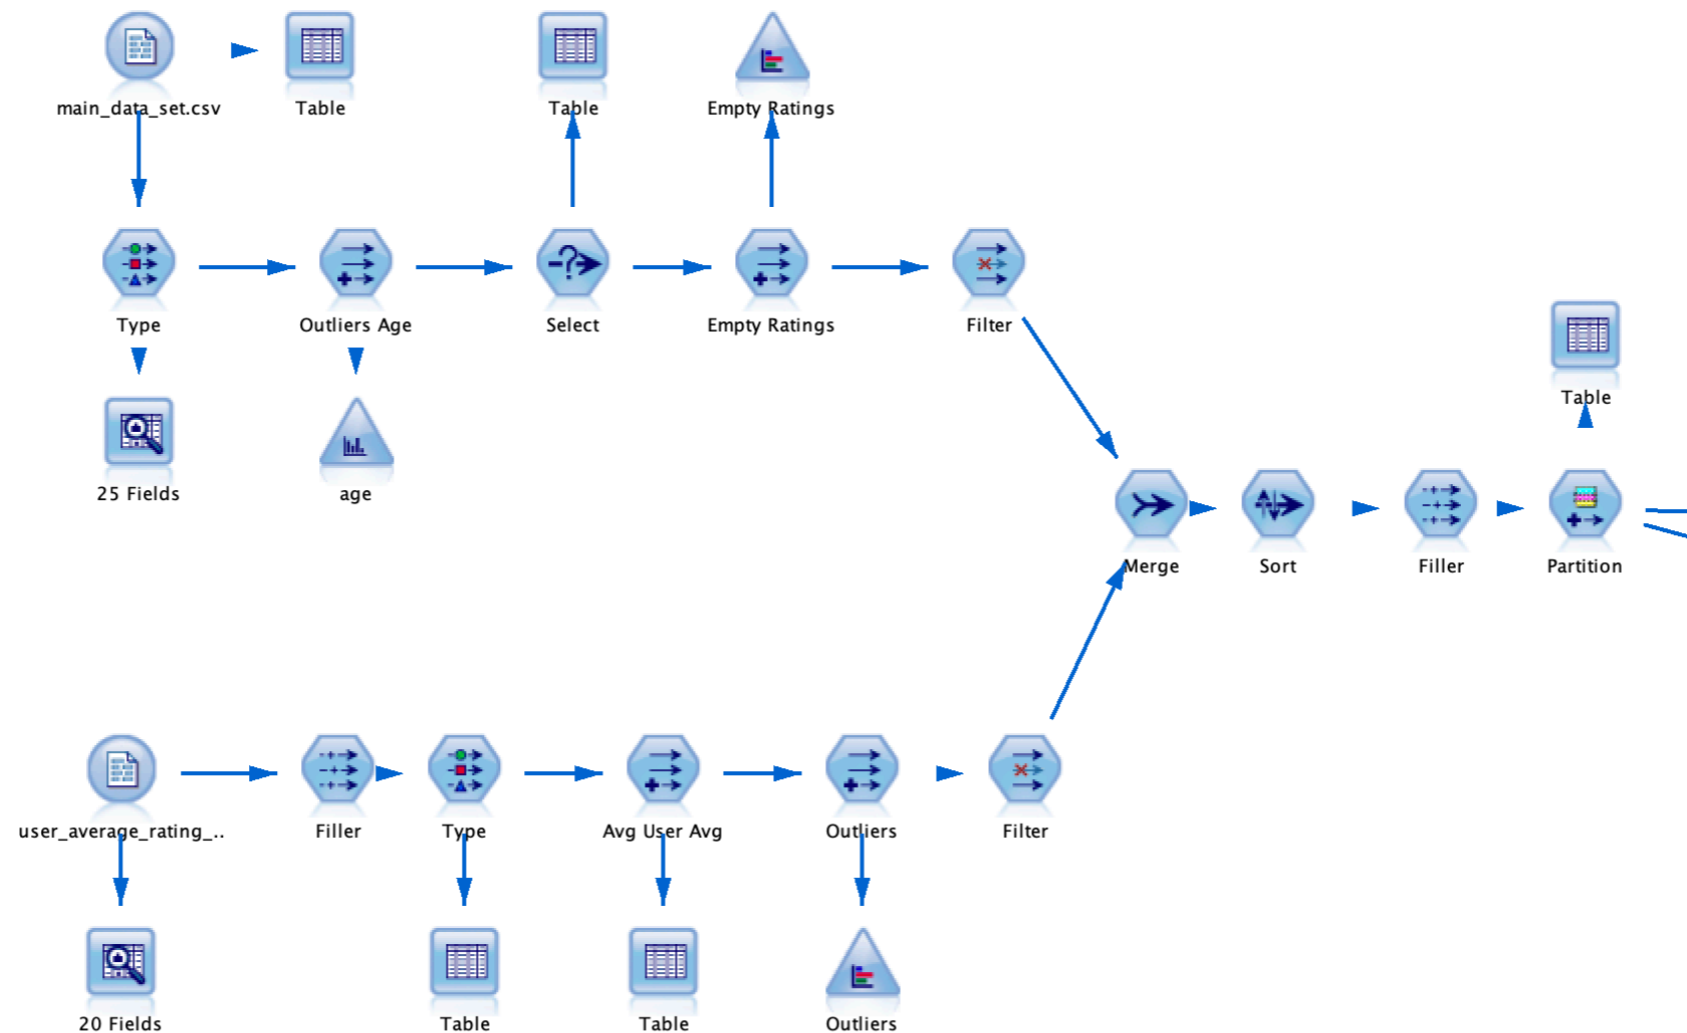 main_data_set.csv
Table
Table
Empty Ratings
Type
Outliers Age
Select
Empty Ratings
Filter
Table
25 Fields
age
Merge
Sort
Filler
Partition
user_average_rating_..
Filler
Type
Avg User Avg
Outliers
Filter
20 Fields
Table
Table
Outliers